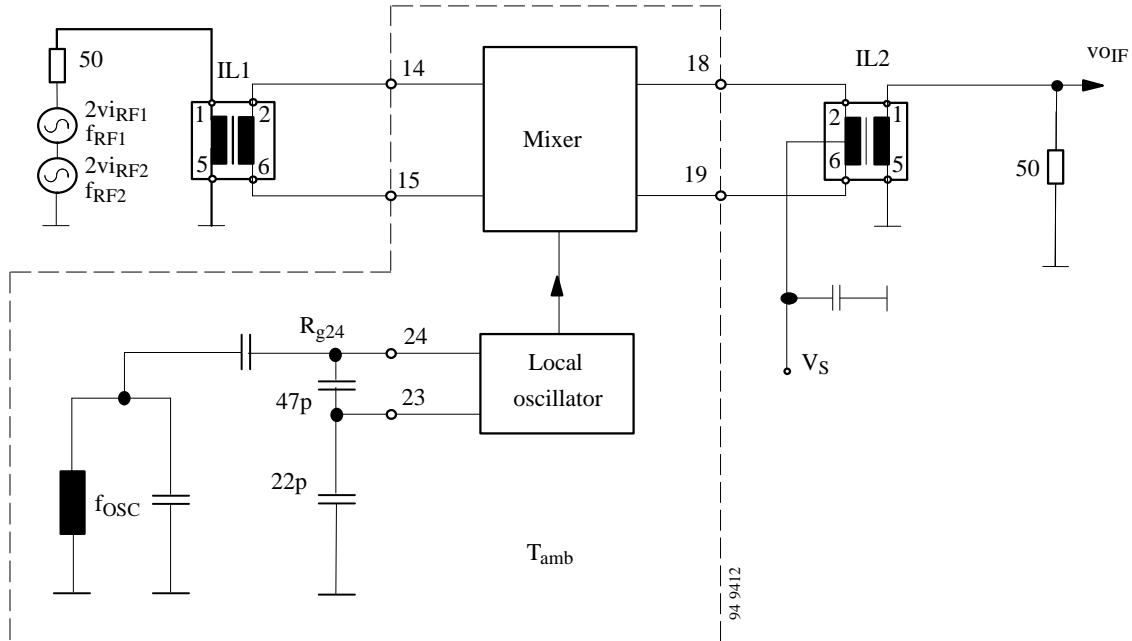 50
2vi_RF1
f_RF1
2vi_RF2
f_RF2
IL1
1
2
5
6
14
15
Mixer
18
19
IL2
2
1
6
5
vo_IF
50
V_S
R_g24
24
47p
23
22p
Local
oscillator
f_OSC
T_amb
94 9412